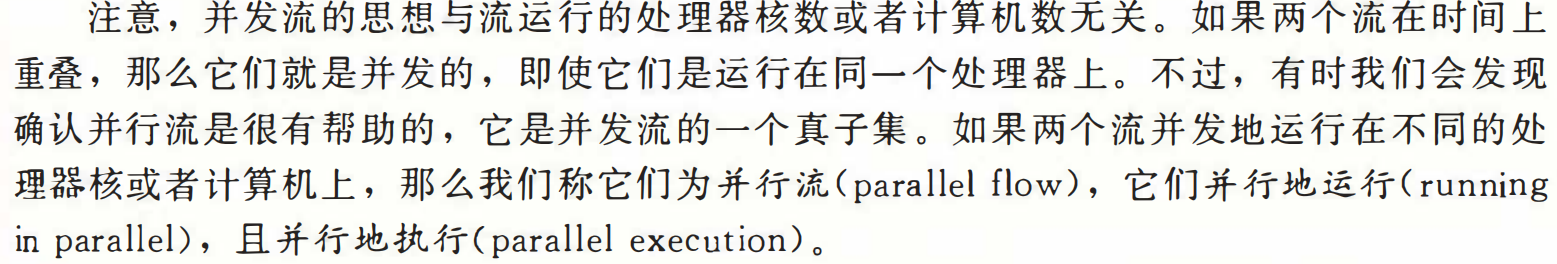 注意，并发流的思想与流运行的处理器核数或者计算机数无关。如果两个流在时间上
重叠，那么它们就是并发的，即使它们是运行在同一个处理器上。不过，有时我们会发现
确认并行流是很有帮助的，它是并发流的一个真子集。如果两个流并发地运行在不同的处
理器核或者计算机上，那么我们称它们为并行流(parallel flow)，它们并行地运行(running
in parallel)，且并行地执行(parallel execution)。